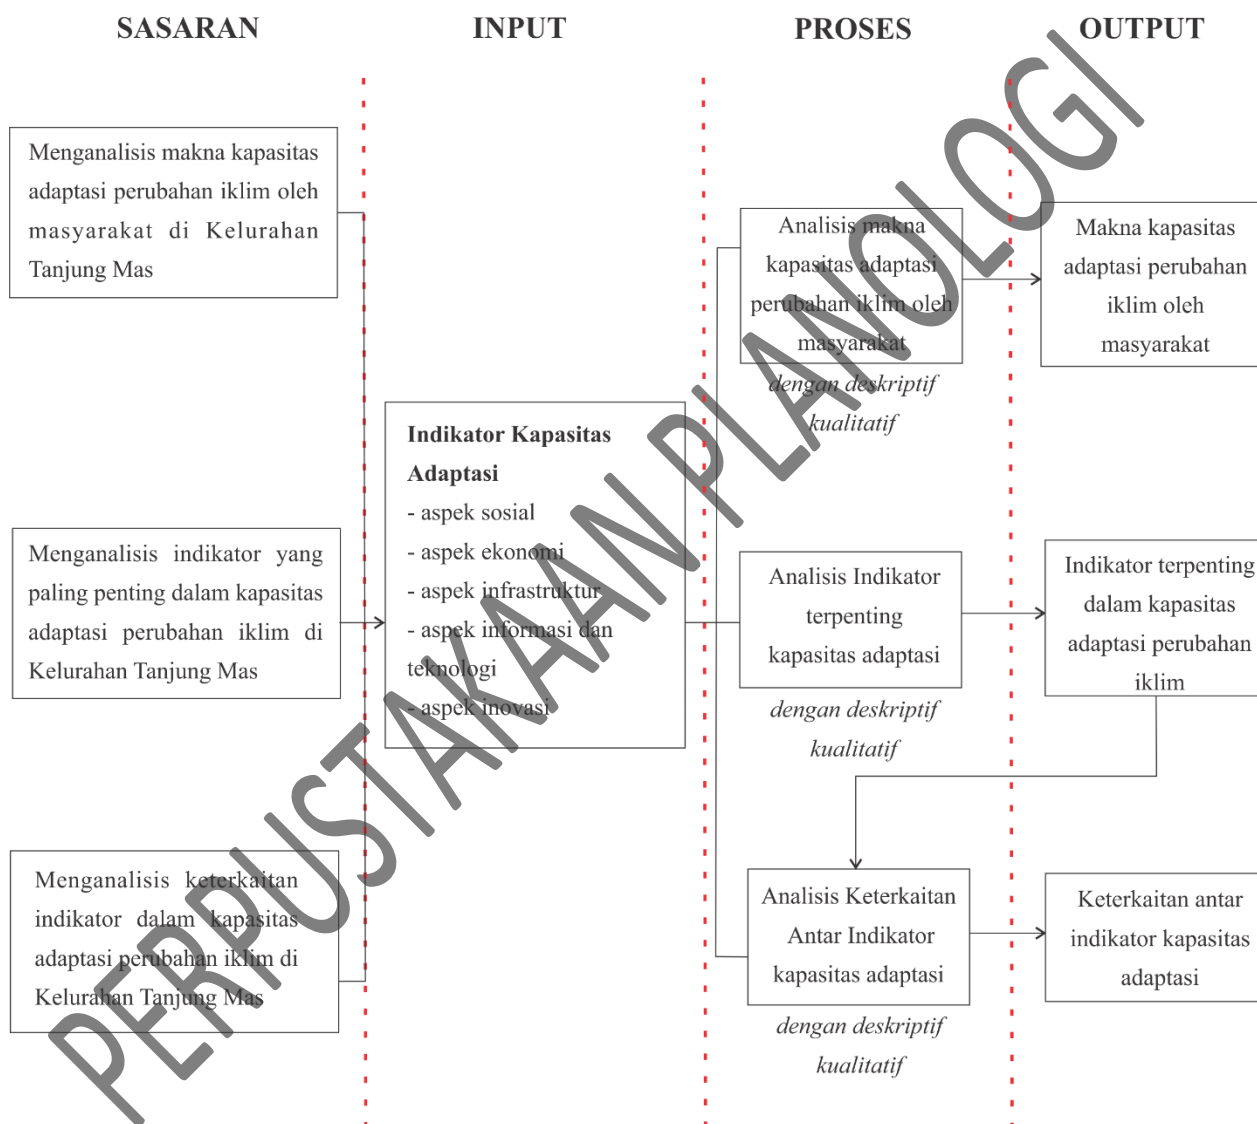 SASARAN
INPUT
PROSES
OUTPUT
Menganalisis makna kapasitas
adaptasi perubahan iklim oleh
masyarakat di Kelurahan
Tanjung Mas
Menganalisis indikator yang
paling penting dalam kapasitas
adaptasi perubahan iklim di
Kelurahan Tanjung Mas
Menganalisis keterkaitan
indikator dalam kapasitas
adaptasi perubahan iklim di
Kelurahan Tanjung Mas
Indikator Kapasitas
Adaptasi
- aspek sosial
- aspek ekonomi
- aspek infrastruktur
- aspek informasi dan
teknologi
- aspek inovasi
Analisis makna
kapasitas adaptasi
perubahan iklim oleh
masyarakat
dengan deskriptif
kualitatif
Analisis Indikator
terpenting
kapasitas adaptasi
dengan deskriptif
kualitatif
Analisis Keterkaitan
Antar Indikator
kapasitas adaptasi
dengan deskriptif
kualitatif
Makna kapasitas
adaptasi perubahan
iklim oleh
masyarakat
Indikator terpenting
dalam kapasitas
adaptasi perubahan
iklim
Keterkaitan antar
indikator kapasitas
adaptasi
PERPUSTAKAAN PLANOLOGI